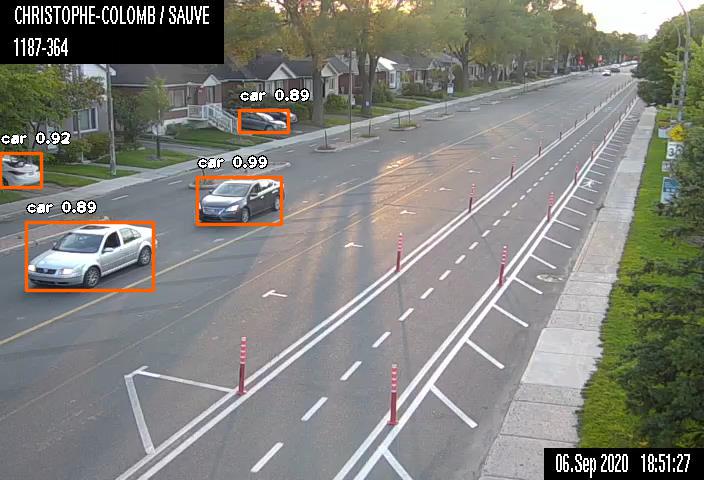 CHRISTOPHE-COLOMB / SAUVE
1187-364
car 0.89
car 0.92
car 0.99
car 0.89
06.Sep 2020 18:51:27